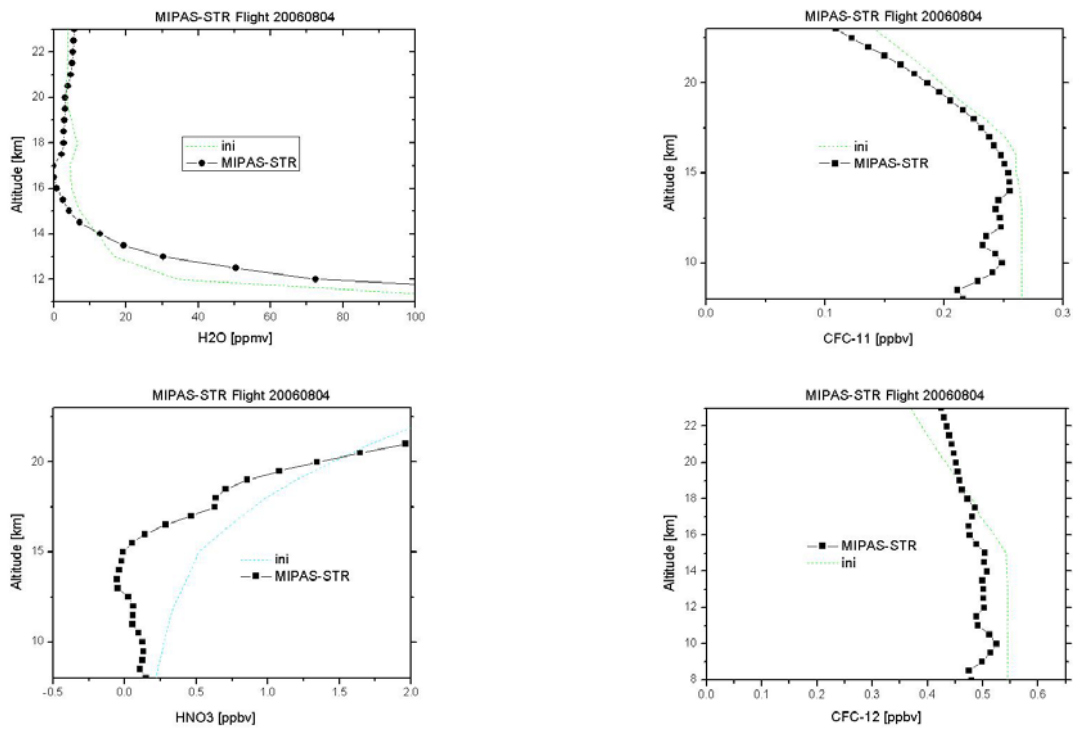 MIPAS-STR Flight 20060804
Altitude [km]
22
20
18
16
14
12
ini
MIPAS-STR
0
20
40
60
80
100
H2O [ppmv]
MIPAS-STR Flight 20060804
Altitude [km]
20
15
10
ini
MIPAS-STR
0.0
0.1
0.2
0.3
CFC-11 [ppbv]
MIPAS-STR Flight 20060804
Altitude [km]
20
15
10
ini
MIPAS-STR
-0.5
0.0
0.5
1.0
1.5
2.0
HNO3 [ppbv]
MIPAS-STR Flight 20060804
Altitude [km]
22
20
18
16
14
12
10
8
MIPAS-STR
ini
0.0
0.1
0.2
0.3
0.4
0.5
0.6
CFC-12 [ppbv]